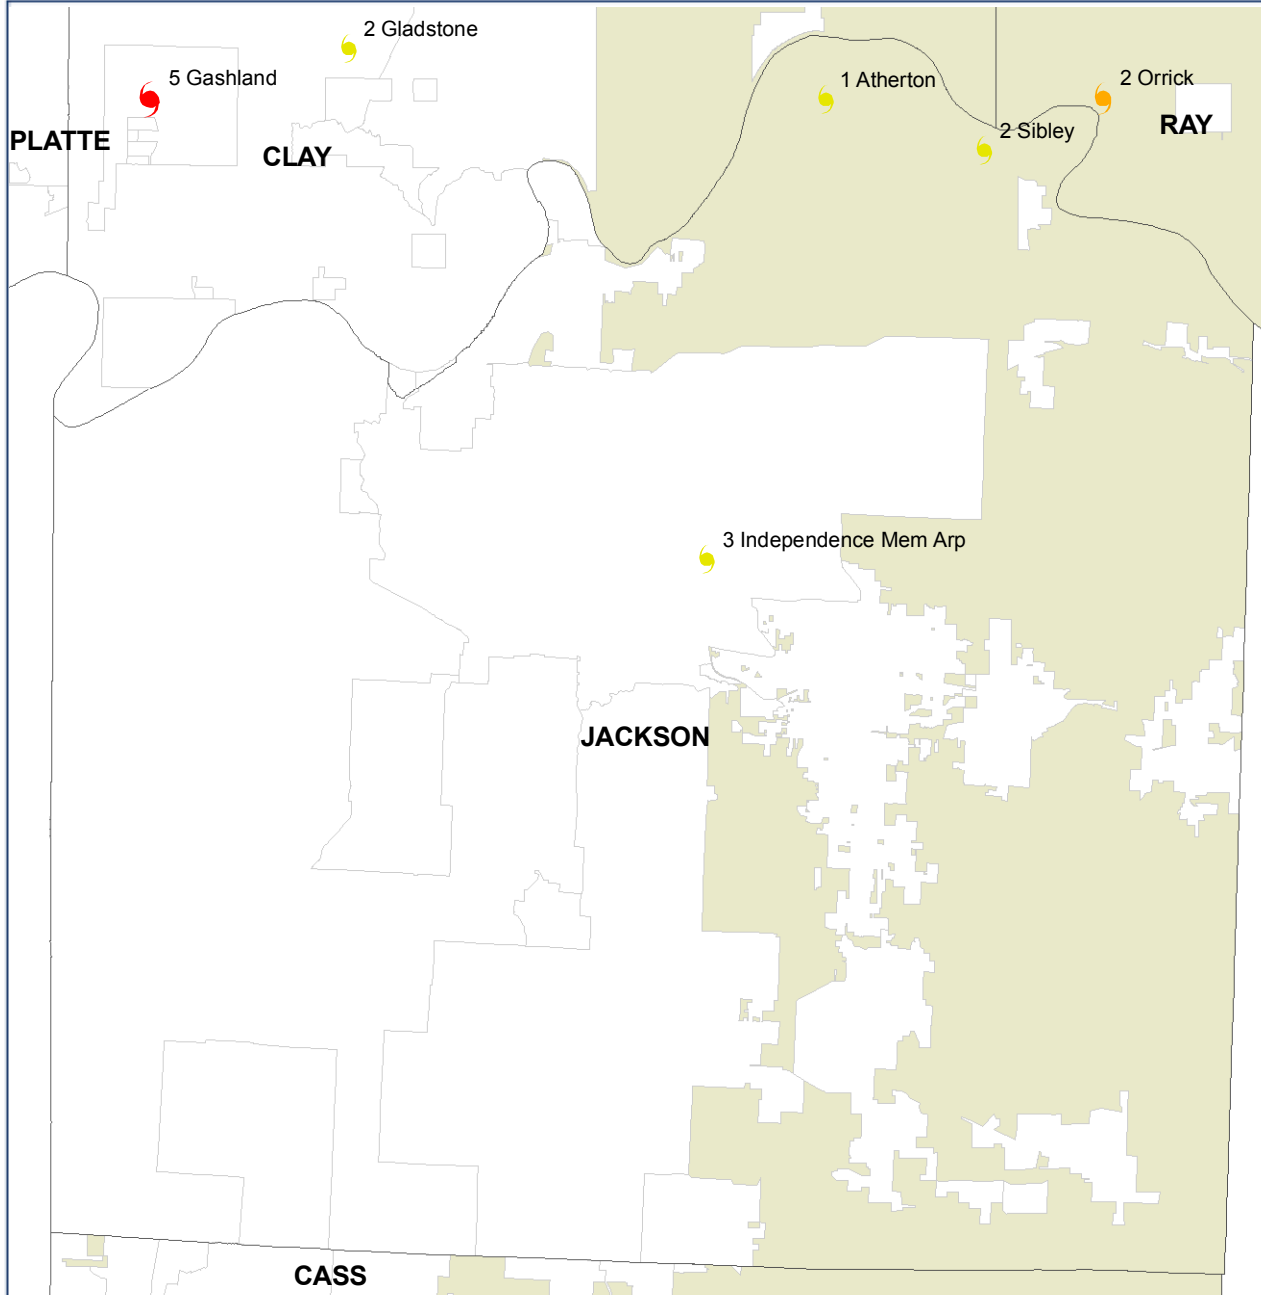 2 Gladstone
5 Gashland
1 Atherton
2 Orrick
2 Sibley
RAY
PLATTE
CLAY
3 Independence Mem Arp
JACKSON
CASS